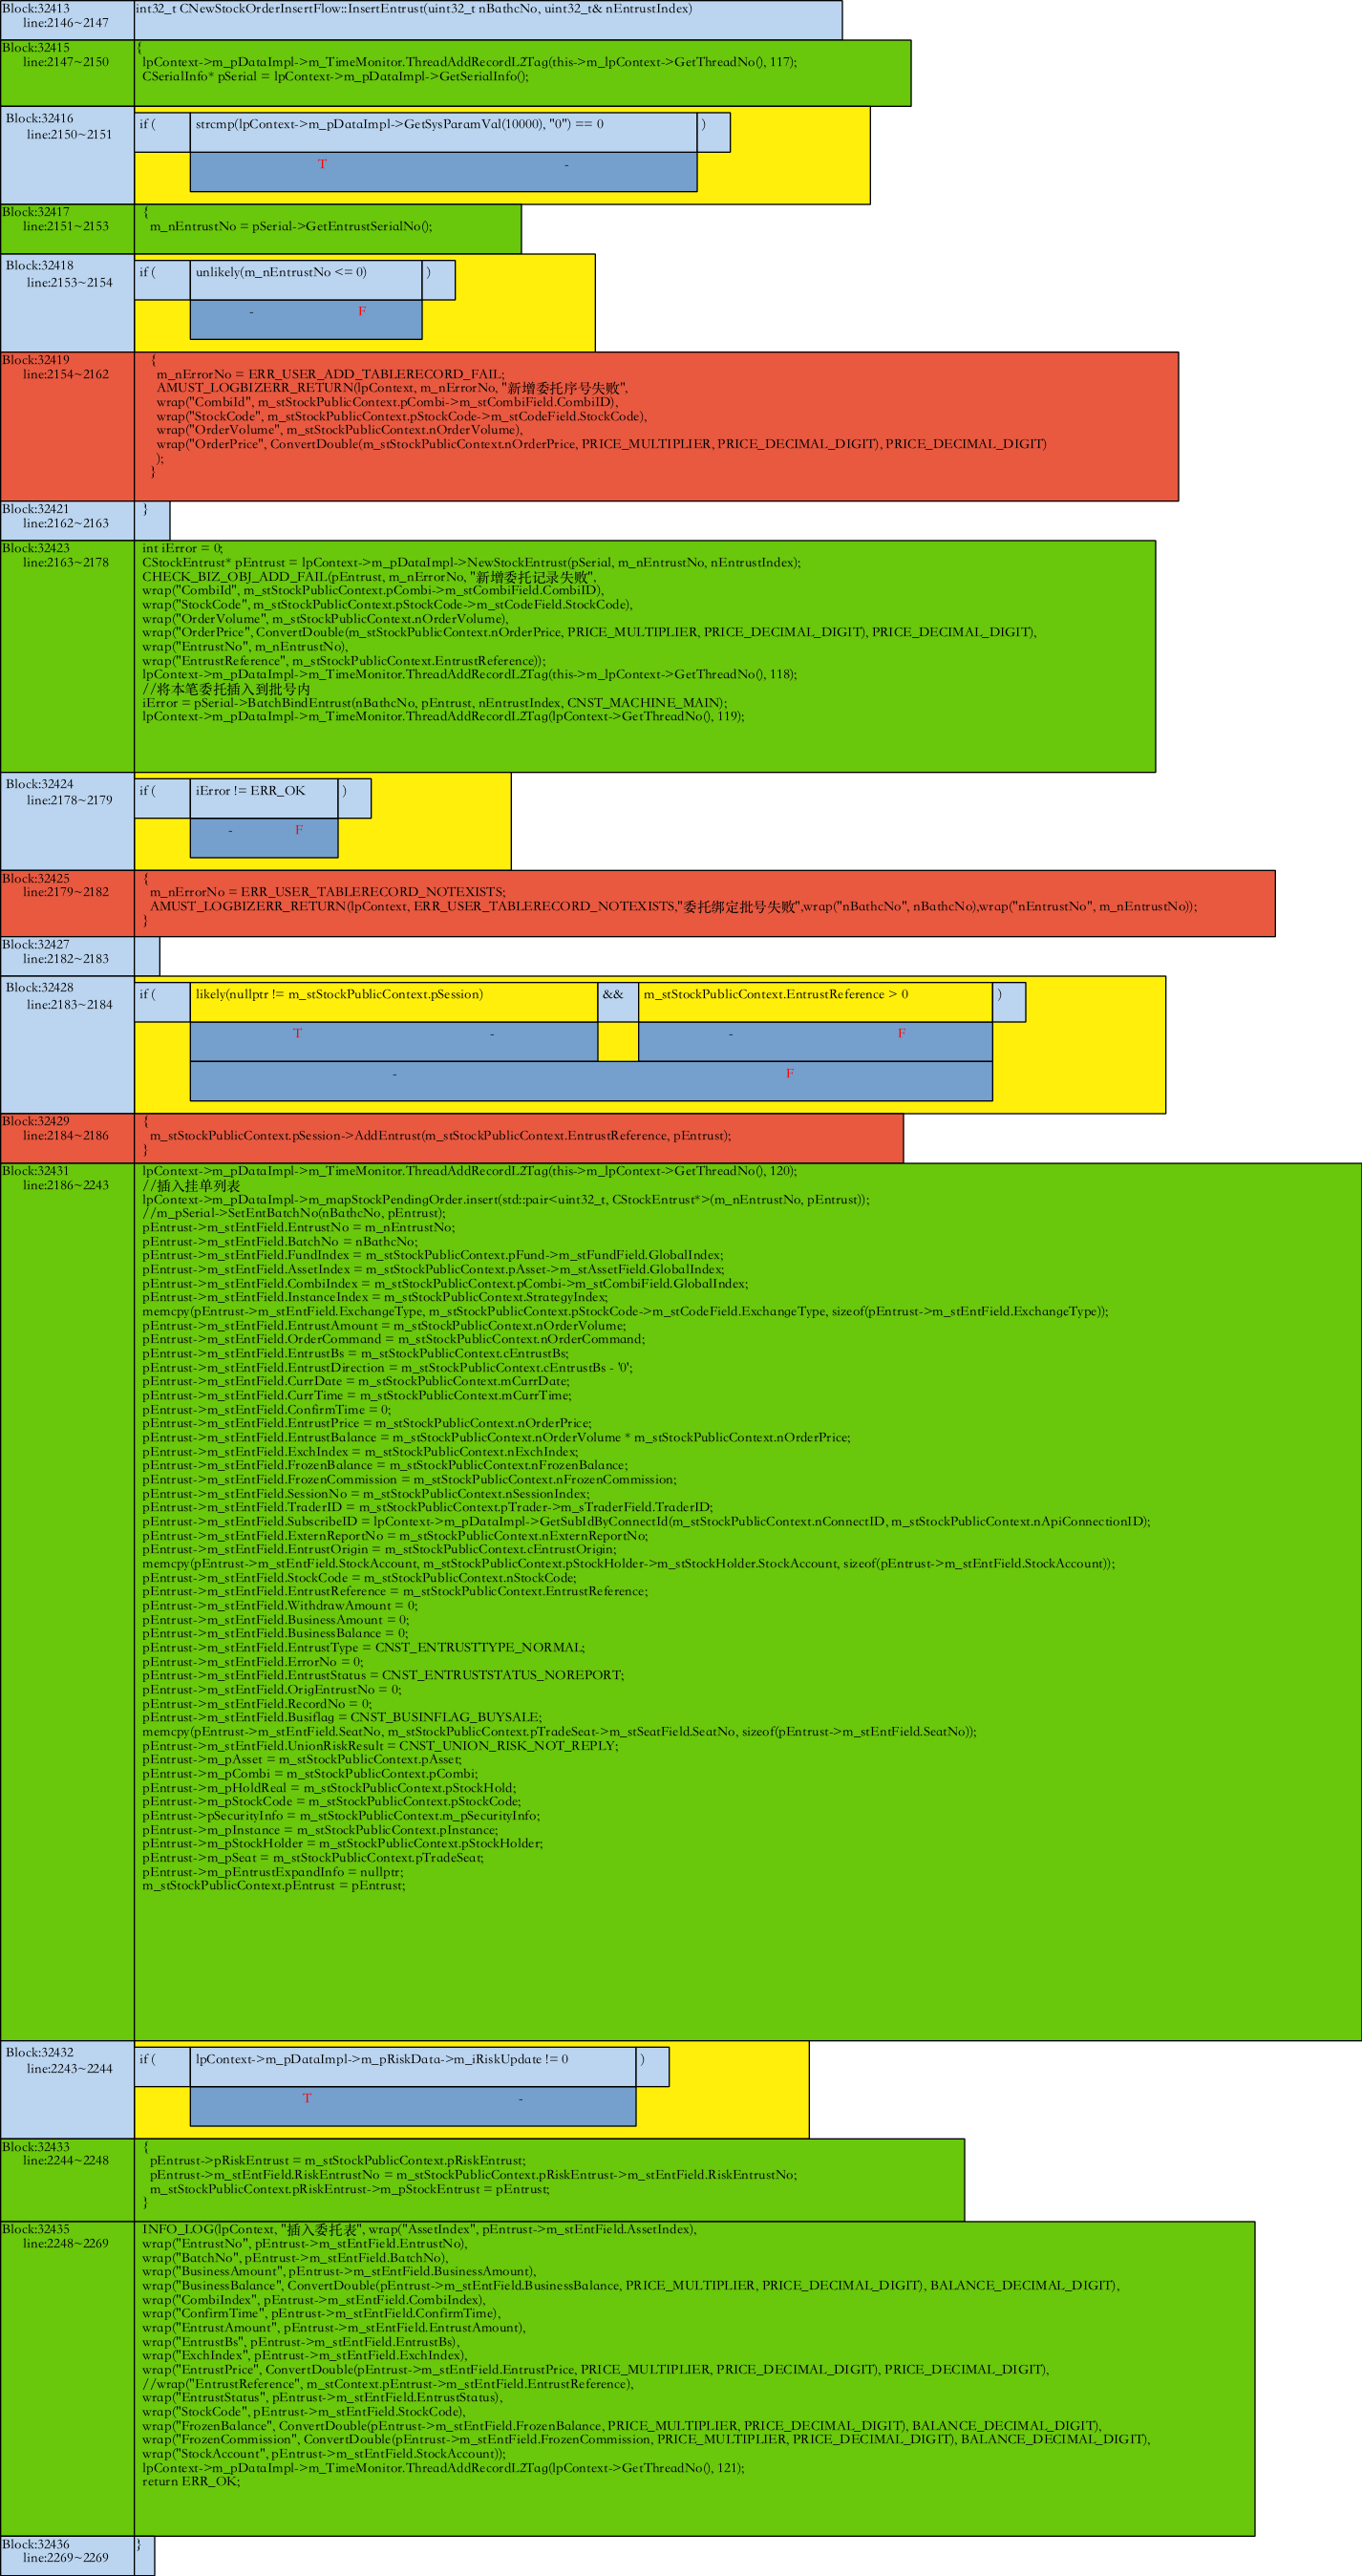 Block:32413
line:2146~2147
int32_t CNewStockOrderInsertFlow::InsertEntrust(uint32_t nBathcNo, uint32_t& nEntrustIndex)
Block:32415
line:2147~2150
{
lpContext->m_pDataImpl->m_TimeMonitor.ThreadAddRecordL2Tag(this->m_lpContext->GetThreadNo(), 117);
CSerialInfo* pSerial = lpContext->m_pDataImpl->GetSerialInfo();
Block:32416
line:2150~2151
if ( strcmp(lpContext->m_pDataImpl->GetSysParamVal(10000), "0") == 0 )
T -
Block:32417
line:2151~2153
{
m_nEntrustNo = pSerial->GetEntrustSerialNo();
Block:32418
line:2153~2154
if ( unlikely(m_nEntrustNo <= 0) )
- F
Block:32419
line:2154~2162
{
m_nErrorNo = ERR_USER_ADD_TABLERECORD_FAIL;
AMUST_LOGBIZERR_RETURN(lpContext, m_nErrorNo, "新增委托序号失败",
wrap("CombiId", m_stStockPublicContext.pCombi->m_stCombiField.CombiID),
wrap("StockCode", m_stStockPublicContext.pStockCode->m_stCodeField.StockCode),
wrap("OrderVolume", m_stStockPublicContext.nOrderVolume),
wrap("OrderPrice", ConvertDouble(m_stStockPublicContext.nOrderPrice, PRICE_MULTIPLIER, PRICE_DECIMAL_DIGIT), PRICE_DECIMAL_DIGIT)
);
}
Block:32421
line:2162~2163
}
Block:32423
line:2163~2178
int iError = 0;
CStockEntrust* pEntrust = lpContext->m_pDataImpl->NewStockEntrust(pSerial, m_nEntrustNo, nEntrustIndex);
CHECK_BIZ_OBJ_ADD_FAIL(pEntrust, m_nErrorNo, "新增委托记录失败",
wrap("CombiId", m_stStockPublicContext.pCombi->m_stCombiField.CombiID),
wrap("StockCode", m_stStockPublicContext.pStockCode->m_stCodeField.StockCode),
wrap("OrderVolume", m_stStockPublicContext.nOrderVolume),
wrap("OrderPrice", ConvertDouble(m_stStockPublicContext.nOrderPrice, PRICE_MULTIPLIER, PRICE_DECIMAL_DIGIT), PRICE_DECIMAL_DIGIT),
wrap("EntrustNo", m_nEntrustNo),
wrap("EntrustReference", m_stStockPublicContext.EntrustReference));
lpContext->m_pDataImpl->m_TimeMonitor.ThreadAddRecordL2Tag(this->m_lpContext->GetThreadNo(), 118);
//将本笔委托插入到批号内
iError = pSerial->BatchBindEntrust(nBathcNo, pEntrust, nEntrustIndex, CNST_MACHINE_MAIN);
lpContext->m_pDataImpl->m_TimeMonitor.ThreadAddRecordL2Tag(lpContext->GetThreadNo(), 119);
Block:32424
line:2178~2179
if ( iError != ERR_OK )
- F
Block:32425
line:2179~2182
{
m_nErrorNo = ERR_USER_TABLERECORD_NOTEXISTS;
AMUST_LOGBIZERR_RETURN(lpContext, ERR_USER_TABLERECORD_NOTEXISTS,"委托绑定批号失败",wrap("nBathcNo", nBathcNo),wrap("nEntrustNo", m_nEntrustNo));
}
Block:32427
line:2182~2183
Block:32428
line:2183~2184
if ( likely(nullptr != m_stStockPublicContext.pSession) && m_stStockPublicContext.EntrustReference > 0 )
T - - F
- F
Block:32429
line:2184~2186
{
m_stStockPublicContext.pSession->AddEntrust(m_stStockPublicContext.EntrustReference, pEntrust);
}
Block:32431
line:2186~2243
lpContext->m_pDataImpl->m_TimeMonitor.ThreadAddRecordL2Tag(this->m_lpContext->GetThreadNo(), 120);
//插入挂单列表
lpContext->m_pDataImpl->m_mapStockPendingOrder.insert(std::pair<uint32_t, CStockEntrust*>(m_nEntrustNo, pEntrust));
//m_pSerial->SetEntBatchNo(nBathcNo, pEntrust);
pEntrust->m_stEntField.EntrustNo = m_nEntrustNo;
pEntrust->m_stEntField.BatchNo = nBathcNo;
pEntrust->m_stEntField.FundIndex = m_stStockPublicContext.pFund->m_stFundField.GlobalIndex;
pEntrust->m_stEntField.AssetIndex = m_stStockPublicContext.pAsset->m_stAssetField.GlobalIndex;
pEntrust->m_stEntField.CombiIndex = m_stStockPublicContext.pCombi->m_stCombiField.GlobalIndex;
pEntrust->m_stEntField.InstanceIndex = m_stStockPublicContext.StrategyIndex;
memcpy(pEntrust->m_stEntField.ExchangeType, m_stStockPublicContext.pStockCode->m_stCodeField.ExchangeType, sizeof(pEntrust->m_stEntField.ExchangeType));
pEntrust->m_stEntField.EntrustAmount = m_stStockPublicContext.nOrderVolume;
pEntrust->m_stEntField.OrderCommand = m_stStockPublicContext.nOrderCommand;
pEntrust->m_stEntField.EntrustBs = m_stStockPublicContext.cEntrustBs;
pEntrust->m_stEntField.EntrustDirection = m_stStockPublicContext.cEntrustBs - '0';
pEntrust->m_stEntField.CurrDate = m_stStockPublicContext.mCurrDate;
pEntrust->m_stEntField.CurrTime = m_stStockPublicContext.mCurrTime;
pEntrust->m_stEntField.ConfirmTime = 0;
pEntrust->m_stEntField.EntrustPrice = m_stStockPublicContext.nOrderPrice;
pEntrust->m_stEntField.EntrustBalance = m_stStockPublicContext.nOrderVolume * m_stStockPublicContext.nOrderPrice;
pEntrust->m_stEntField.ExchIndex = m_stStockPublicContext.nExchIndex;
pEntrust->m_stEntField.FrozenBalance = m_stStockPublicContext.nFrozenBalance;
pEntrust->m_stEntField.FrozenCommission = m_stStockPublicContext.nFrozenCommission;
pEntrust->m_stEntField.SessionNo = m_stStockPublicContext.nSessionIndex;
pEntrust->m_stEntField.TraderID = m_stStockPublicContext.pTrader->m_sTraderField.TraderID;
pEntrust->m_stEntField.SubscribeID = lpContext->m_pDataImpl->GetSubIdByConnectId(m_stStockPublicContext.nConnectID, m_stStockPublicContext.nApiConnectionID);
pEntrust->m_stEntField.ExternReportNo = m_stStockPublicContext.nExternReportNo;
pEntrust->m_stEntField.EntrustOrigin = m_stStockPublicContext.cEntrustOrigin;
memcpy(pEntrust->m_stEntField.StockAccount, m_stStockPublicContext.pStockHolder->m_stStockHolder.StockAccount, sizeof(pEntrust->m_stEntField.StockAccount));
pEntrust->m_stEntField.StockCode = m_stStockPublicContext.nStockCode;
pEntrust->m_stEntField.EntrustReference = m_stStockPublicContext.EntrustReference;
pEntrust->m_stEntField.WithdrawAmount = 0;
pEntrust->m_stEntField.BusinessAmount = 0;
pEntrust->m_stEntField.BusinessBalance = 0;
pEntrust->m_stEntField.EntrustType = CNST_ENTRUSTTYPE_NORMAL;
pEntrust->m_stEntField.ErrorNo = 0;
pEntrust->m_stEntField.EntrustStatus = CNST_ENTRUSTSTATUS_NOREPORT;
pEntrust->m_stEntField.OrigEntrustNo = 0;
pEntrust->m_stEntField.RecordNo = 0;
pEntrust->m_stEntField.Busiflag = CNST_BUSINFLAG_BUYSALE;
memcpy(pEntrust->m_stEntField.SeatNo, m_stStockPublicContext.pTradeSeat->m_stSeatField.SeatNo, sizeof(pEntrust->m_stEntField.SeatNo));
pEntrust->m_stEntField.UnionRiskResult = CNST_UNION_RISK_NOT_REPLY;
pEntrust->m_pAsset = m_stStockPublicContext.pAsset;
pEntrust->m_pCombi = m_stStockPublicContext.pCombi;
pEntrust->m_pHoldReal = m_stStockPublicContext.pStockHold;
pEntrust->m_pStockCode = m_stStockPublicContext.pStockCode;
pEntrust->pSecurityInfo = m_stStockPublicContext.m_pSecurityInfo;
pEntrust->m_pInstance = m_stStockPublicContext.pInstance;
pEntrust->m_pStockHolder = m_stStockPublicContext.pStockHolder;
pEntrust->m_pSeat = m_stStockPublicContext.pTradeSeat;
pEntrust->m_pEntrustExpandInfo = nullptr;
m_stStockPublicContext.pEntrust = pEntrust;
Block:32432
line:2243~2244
if ( lpContext->m_pDataImpl->m_pRiskData->m_iRiskUpdate != 0 )
T -
Block:32433
line:2244~2248
{
pEntrust->pRiskEntrust = m_stStockPublicContext.pRiskEntrust;
pEntrust->m_stEntField.RiskEntrustNo = m_stStockPublicContext.pRiskEntrust->m_stEntField.RiskEntrustNo;
m_stStockPublicContext.pRiskEntrust->m_pStockEntrust = pEntrust;
}
Block:32435
line:2248~2269
INFO_LOG(lpContext, "插入委托表", wrap("AssetIndex", pEntrust->m_stEntField.AssetIndex),
wrap("EntrustNo", pEntrust->m_stEntField.EntrustNo),
wrap("BatchNo", pEntrust->m_stEntField.BatchNo),
wrap("BusinessAmount", pEntrust->m_stEntField.BusinessAmount),
wrap("BusinessBalance", ConvertDouble(pEntrust->m_stEntField.BusinessBalance, PRICE_MULTIPLIER, PRICE_DECIMAL_DIGIT), BALANCE_DECIMAL_DIGIT),
wrap("CombiIndex", pEntrust->m_stEntField.CombiIndex),
wrap("ConfirmTime", pEntrust->m_stEntField.ConfirmTime),
wrap("EntrustAmount", pEntrust->m_stEntField.EntrustAmount),
wrap("EntrustBs", pEntrust->m_stEntField.EntrustBs),
wrap("ExchIndex", pEntrust->m_stEntField.ExchIndex),
wrap("EntrustPrice", ConvertDouble(pEntrust->m_stEntField.EntrustPrice, PRICE_MULTIPLIER, PRICE_DECIMAL_DIGIT), PRICE_DECIMAL_DIGIT),
//wrap("EntrustReference", m_stContext.pEntrust->m_stEntField.EntrustReference),
wrap("EntrustStatus", pEntrust->m_stEntField.EntrustStatus),
wrap("StockCode", pEntrust->m_stEntField.StockCode),
wrap("FrozenBalance", ConvertDouble(pEntrust->m_stEntField.FrozenBalance, PRICE_MULTIPLIER, PRICE_DECIMAL_DIGIT), BALANCE_DECIMAL_DIGIT),
wrap("FrozenCommission", ConvertDouble(pEntrust->m_stEntField.FrozenCommission, PRICE_MULTIPLIER, PRICE_DECIMAL_DIGIT), BALANCE_DECIMAL_DIGIT),
wrap("StockAccount", pEntrust->m_stEntField.StockAccount));
lpContext->m_pDataImpl->m_TimeMonitor.ThreadAddRecordL2Tag(lpContext->GetThreadNo(), 121);
return ERR_OK;
Block:32436
line:2269~2269
}